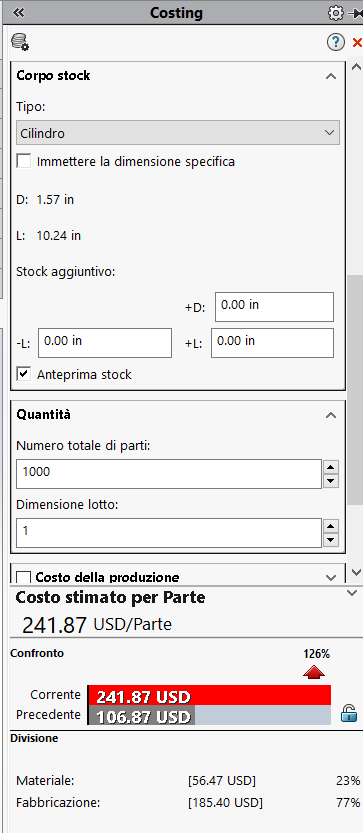 Costing
Corpo stock
Tipo:
Cilindro
Immettere la dimensione specifica
D: 1.57 in
L: 10.24 in
Stock aggiuntivo:
+D: 0.00 in
-L: 0.00 in +L: 0.00 in
Anteprima stock
Quantità
Numero totale di parti:
1000
Dimensione lotto:
1
Costo della produzione
Costo stimato per Parte
241.87 USD/Parte
Confronto 126%
Corrente 241.87 USD
Precedente 106.87 USD
Divisione
Materiale: [56.47 USD] 23%
Fabbricazione: [185.40 USD] 77%